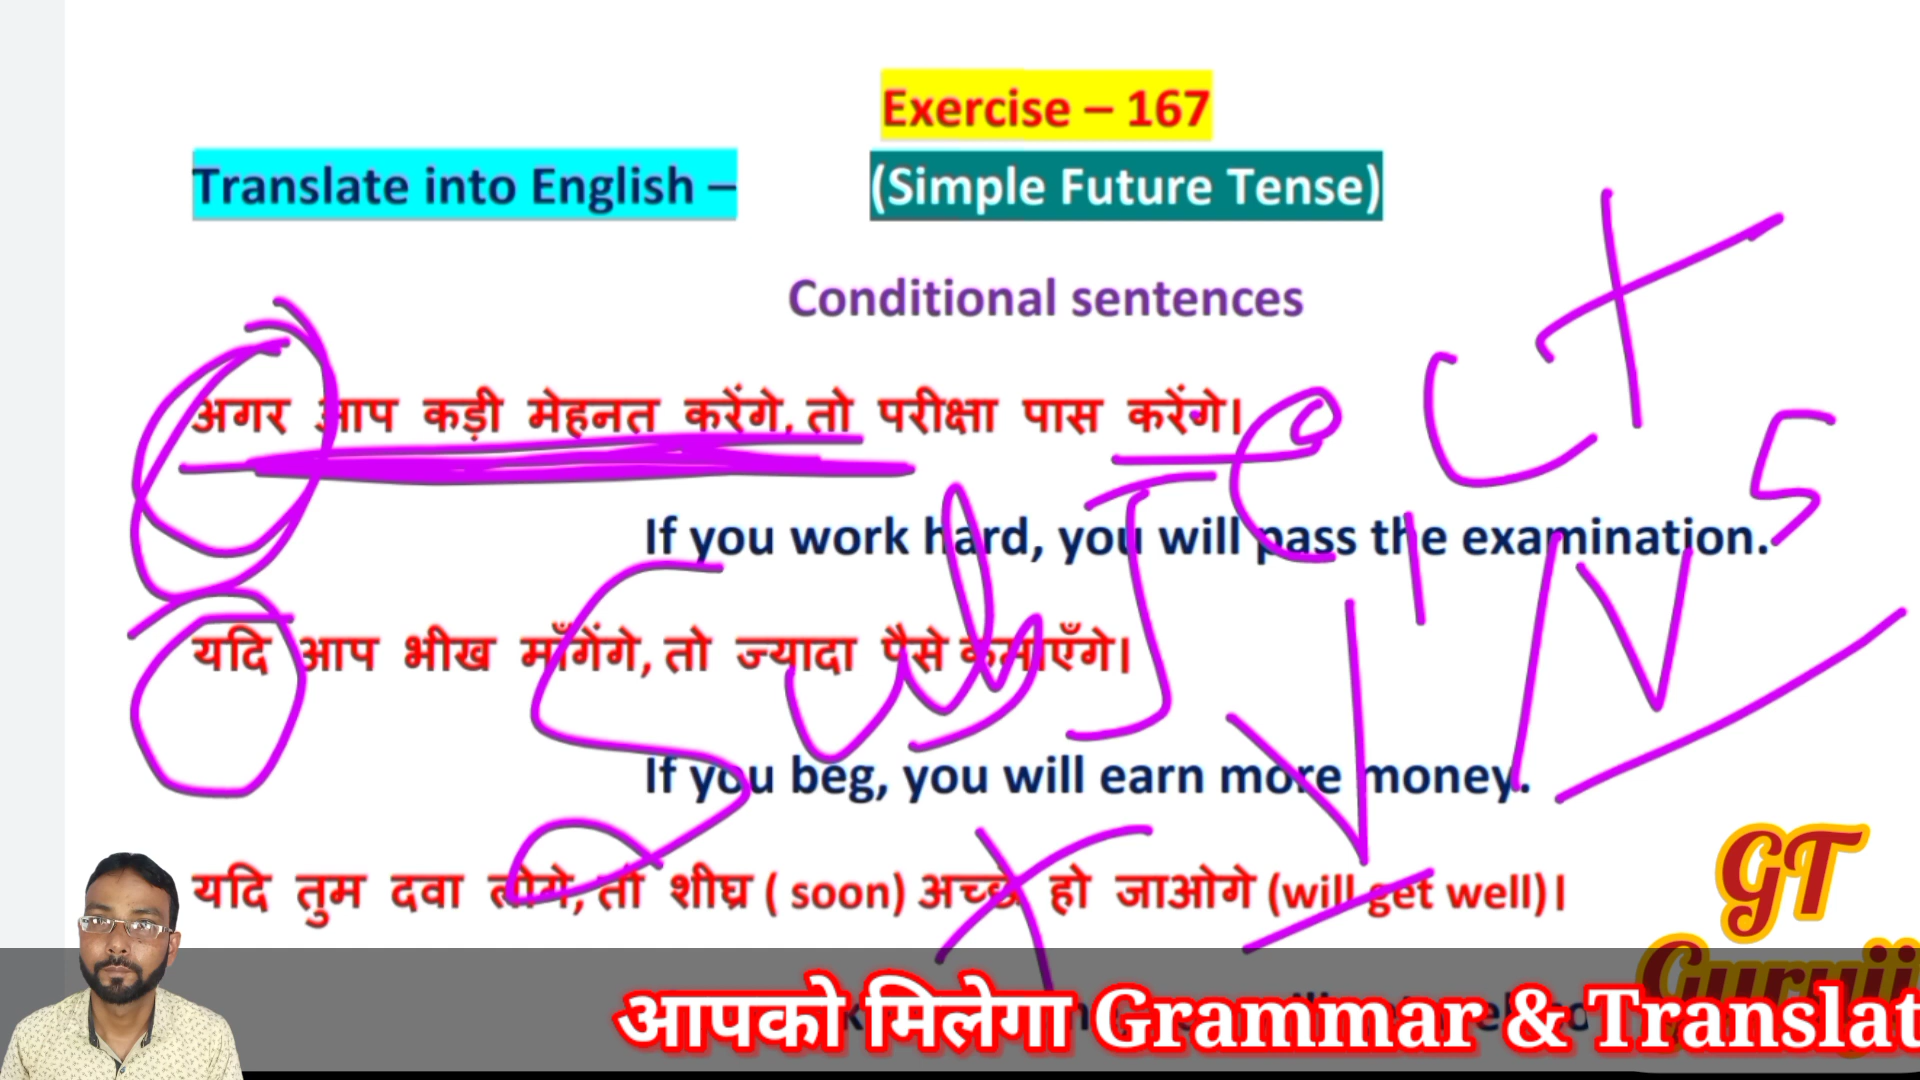 Exercise – 167
Translate into English – (Simple Future Tense)
Conditional sentences
अगर आप कड़ी मेहनत करेंगे, तो परीक्षा पास करेंगे।
If you work hard, you will pass the examination.
यदि आप भीख माँगेंगे, तो ज्यादा पैसे कमाएँगे।
If you beg, you will earn more money.
यदि तुम दवा लोगे, तो शीघ्र ( soon) अच्छे हो जाओगे (will get well)।
GT
Guruji
आपको मिलेगा Grammar & Translat